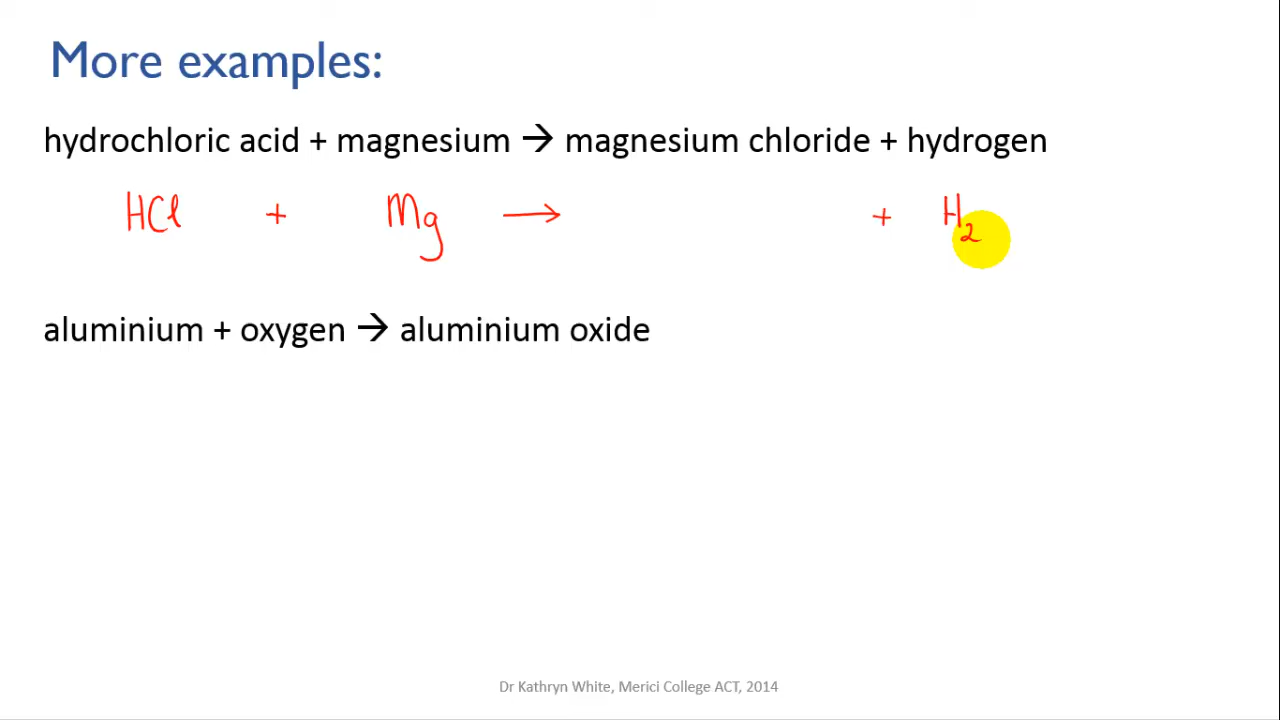 More examples:
hydrochloric acid + magnesium → magnesium chloride + hydrogen
HCl + Mg → + H₂
aluminium + oxygen → aluminium oxide
Dr Kathryn White, Merici College ACT, 2014